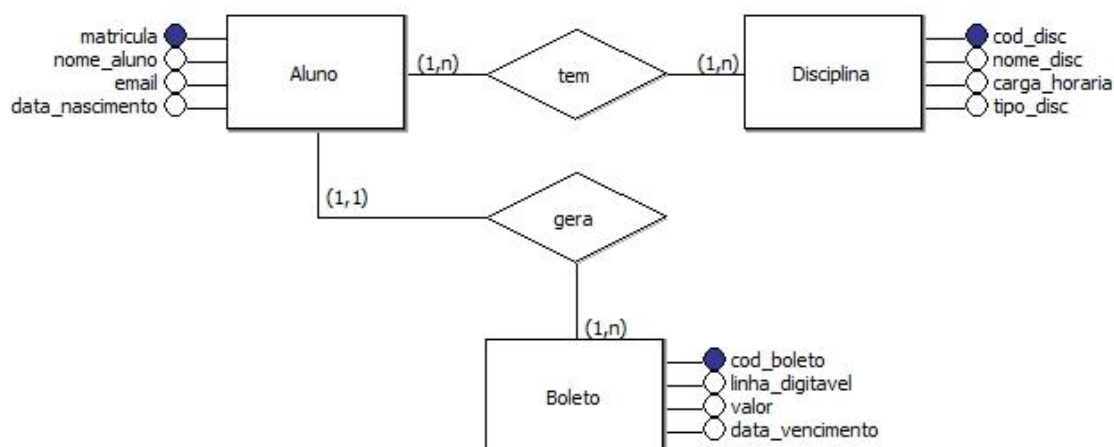 matricula
nome_aluno
email
data_nascimento
Aluno
(1,n)
tem
(1,n)
Disciplina
cod_disc
nome_disc
carga_horaria
tipo_disc
(1,1)
gera
(1,n)
Boleto
cod_boleto
linha_digitavel
valor
data_vencimento